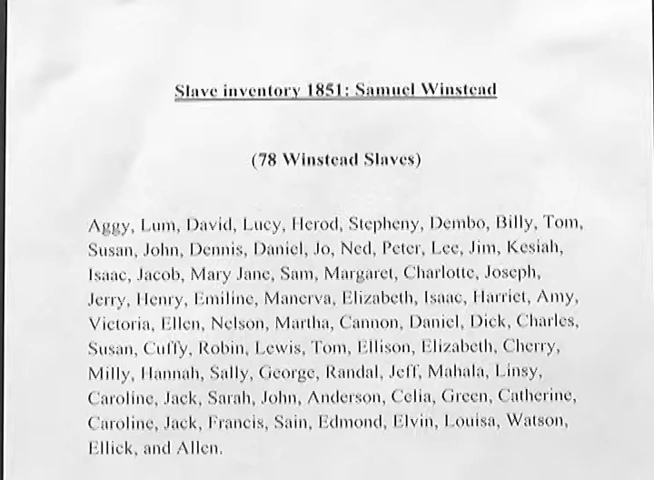 Slave inventory 1851: Samuel Winstead
(78 Winstead Slaves)
Aggy, Lum, David, Lucy, Herod, Stepheny, Dembo, Billy, Tom,
Susan, John, Dennis, Daniel, Jo, Ned, Peter, Lee, Jim, Kesiah,
Isaac, Jacob, Mary Jane, Sam, Margaret, Charlotte, Joseph,
Jerry, Henry, Emiline, Manerva, Elizabeth, Isaac, Harriet, Amy,
Victoria, Ellen, Nelson, Martha, Cannon, Daniel, Dick, Charles,
Susan, Cuffy, Robin, Lewis, Tom, Ellison, Elizabeth, Cherry,
Milly, Hannah, Sally, George, Randal, Jeff, Mahala, Linsy,
Caroline, Jack, Sarah, John, Anderson, Celia, Green, Catherine,
Caroline, Jack, Francis, Sain, Edmond, Elvin, Louisa, Watson,
Ellick, and Allen.